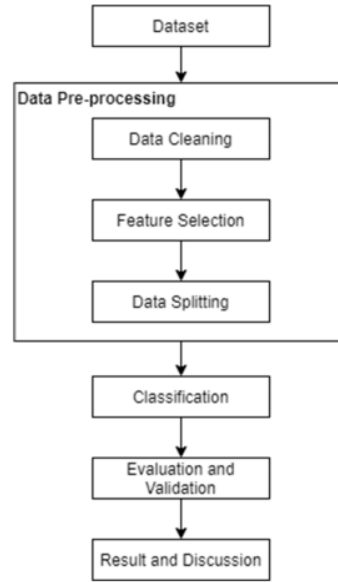 Dataset
Data Pre-processing
Data Cleaning
Feature Selection
Data Splitting
Classification
Evaluation and
Validation
Result and Discussion